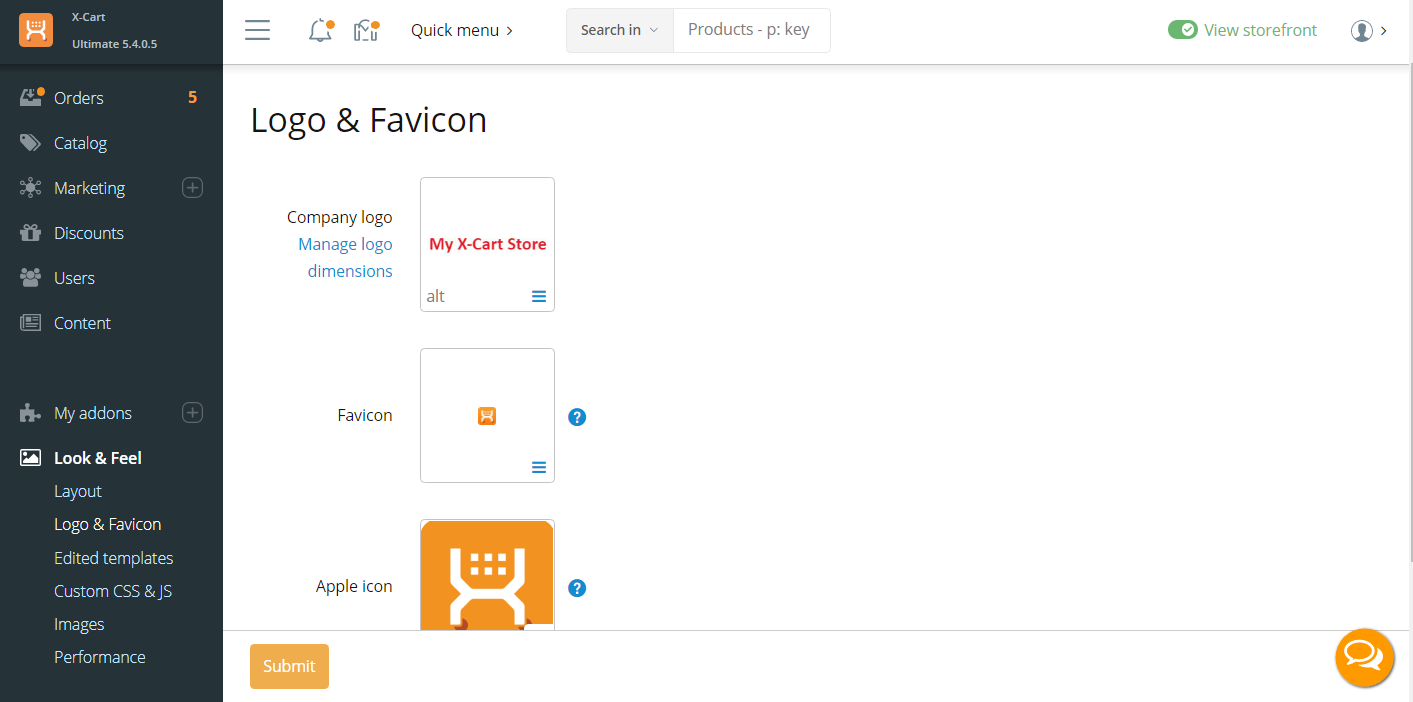 X-Cart
Ultimate 5.4.0.5
Quick menu
Search in
Products - p: key
View storefront
Orders 5
Catalog
Marketing
Discounts
Users
Content
My addons
Look & Feel
Layout
Logo & Favicon
Edited templates
Custom CSS & JS
Images
Performance
Logo & Favicon
Company logo
Manage logo
dimensions
My X-Cart Store
alt
Favicon
?
Apple icon
?
Submit